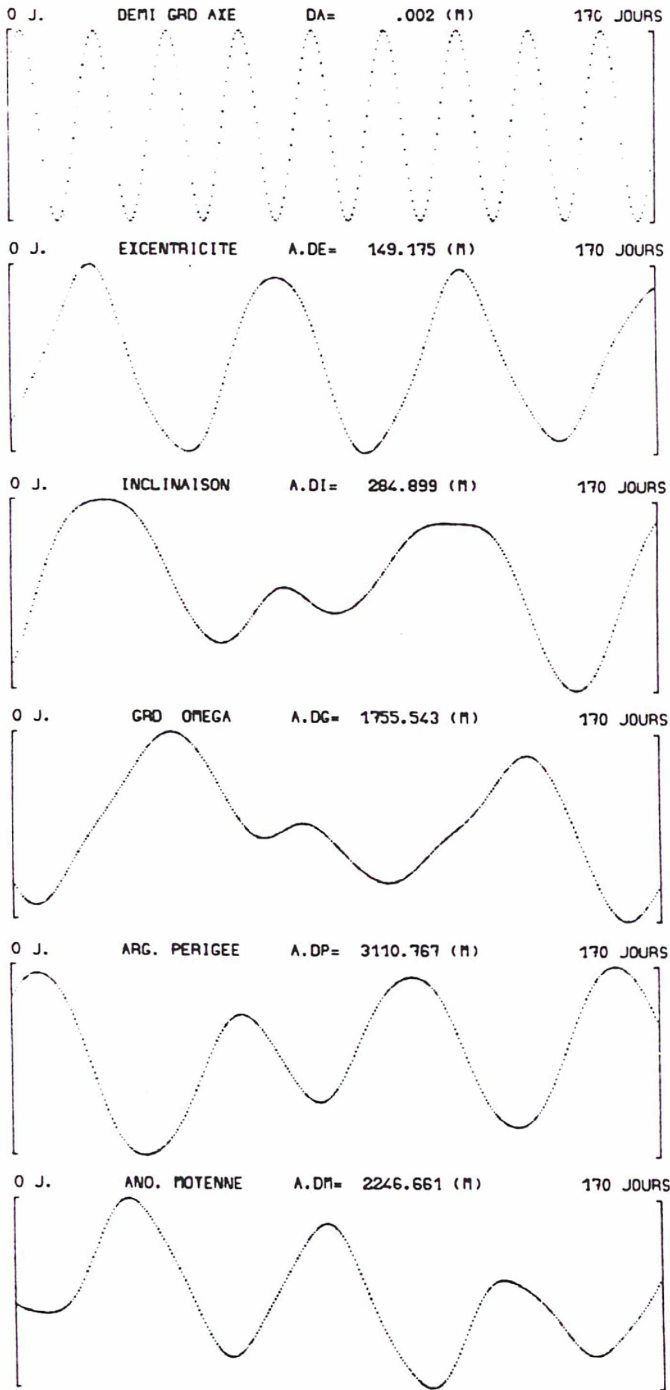 0 J. DEMI GRD AXE DA= .002 (M) 170 JOURS
0 J. EXCENTRICITE A.DE= 149.175 (M) 170 JOURS
0 J. INCLINAISON A.DI= 284.899 (M) 170 JOURS
0 J. GRD OMEGA A.DG= 1755.543 (M) 170 JOURS
0 J. ARG. PERIGEE A.DP= 3110.767 (M) 170 JOURS
0 J. ANO. MOYENNE A.DM= 2246.661 (M) 170 JOURS